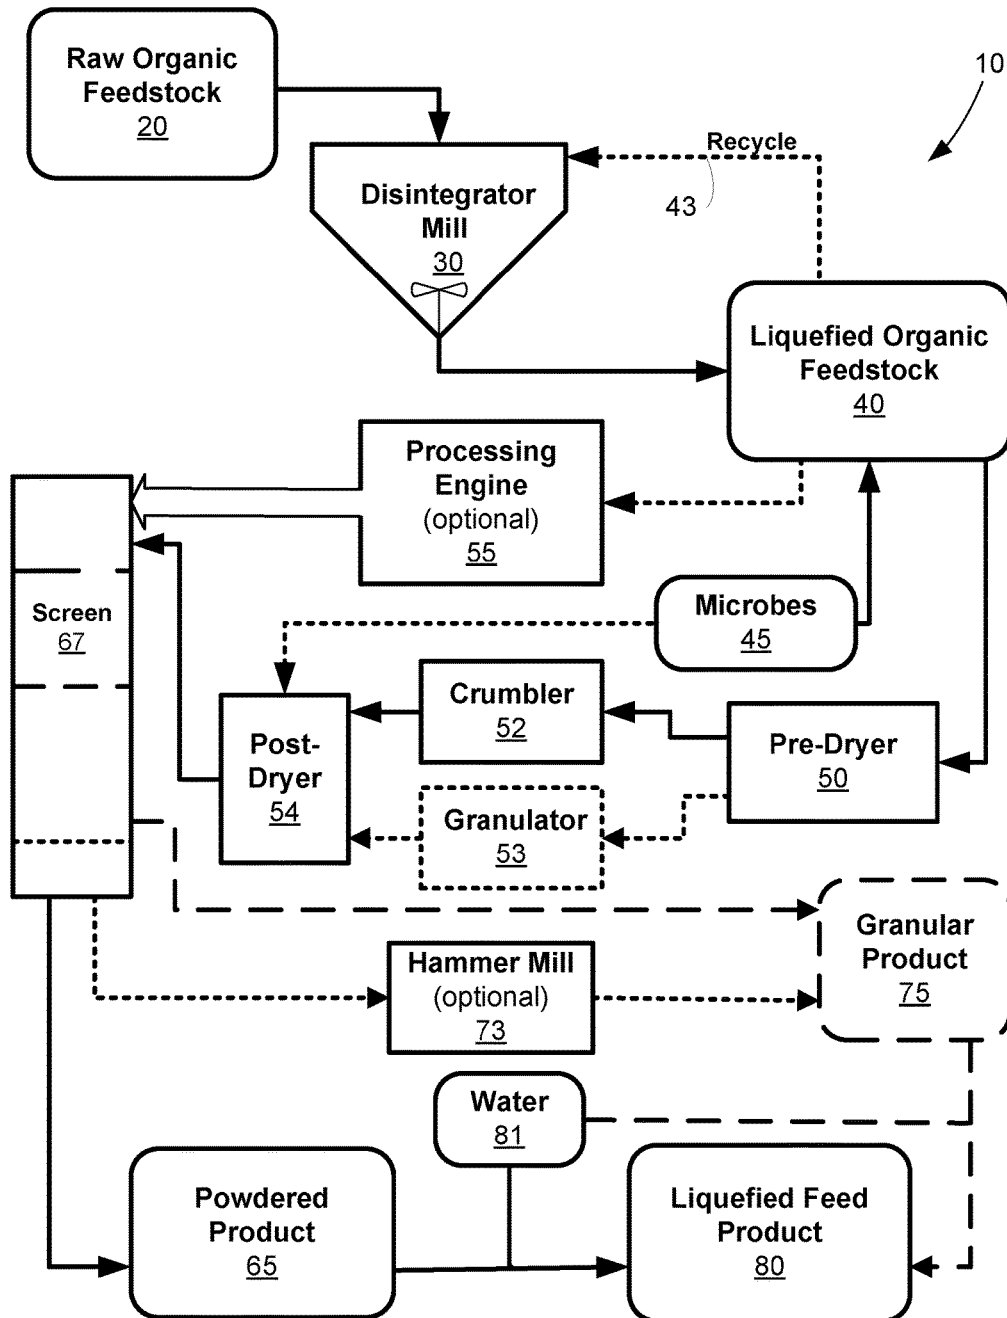 Raw Organic
Feedstock
20
10
Recycle
43
Disintegrator
Mill
30
Liquefied Organic
Feedstock
40
Processing
Engine
(optional)
55
Screen
67
Microbes
45
Crumbler
52
Pre-Dryer
50
Post-
Dryer
54
Granulator
53
Granular
Product
75
Hammer Mill
(optional)
73
Water
81
Powdered
Product
65
Liquefied Feed
Product
80